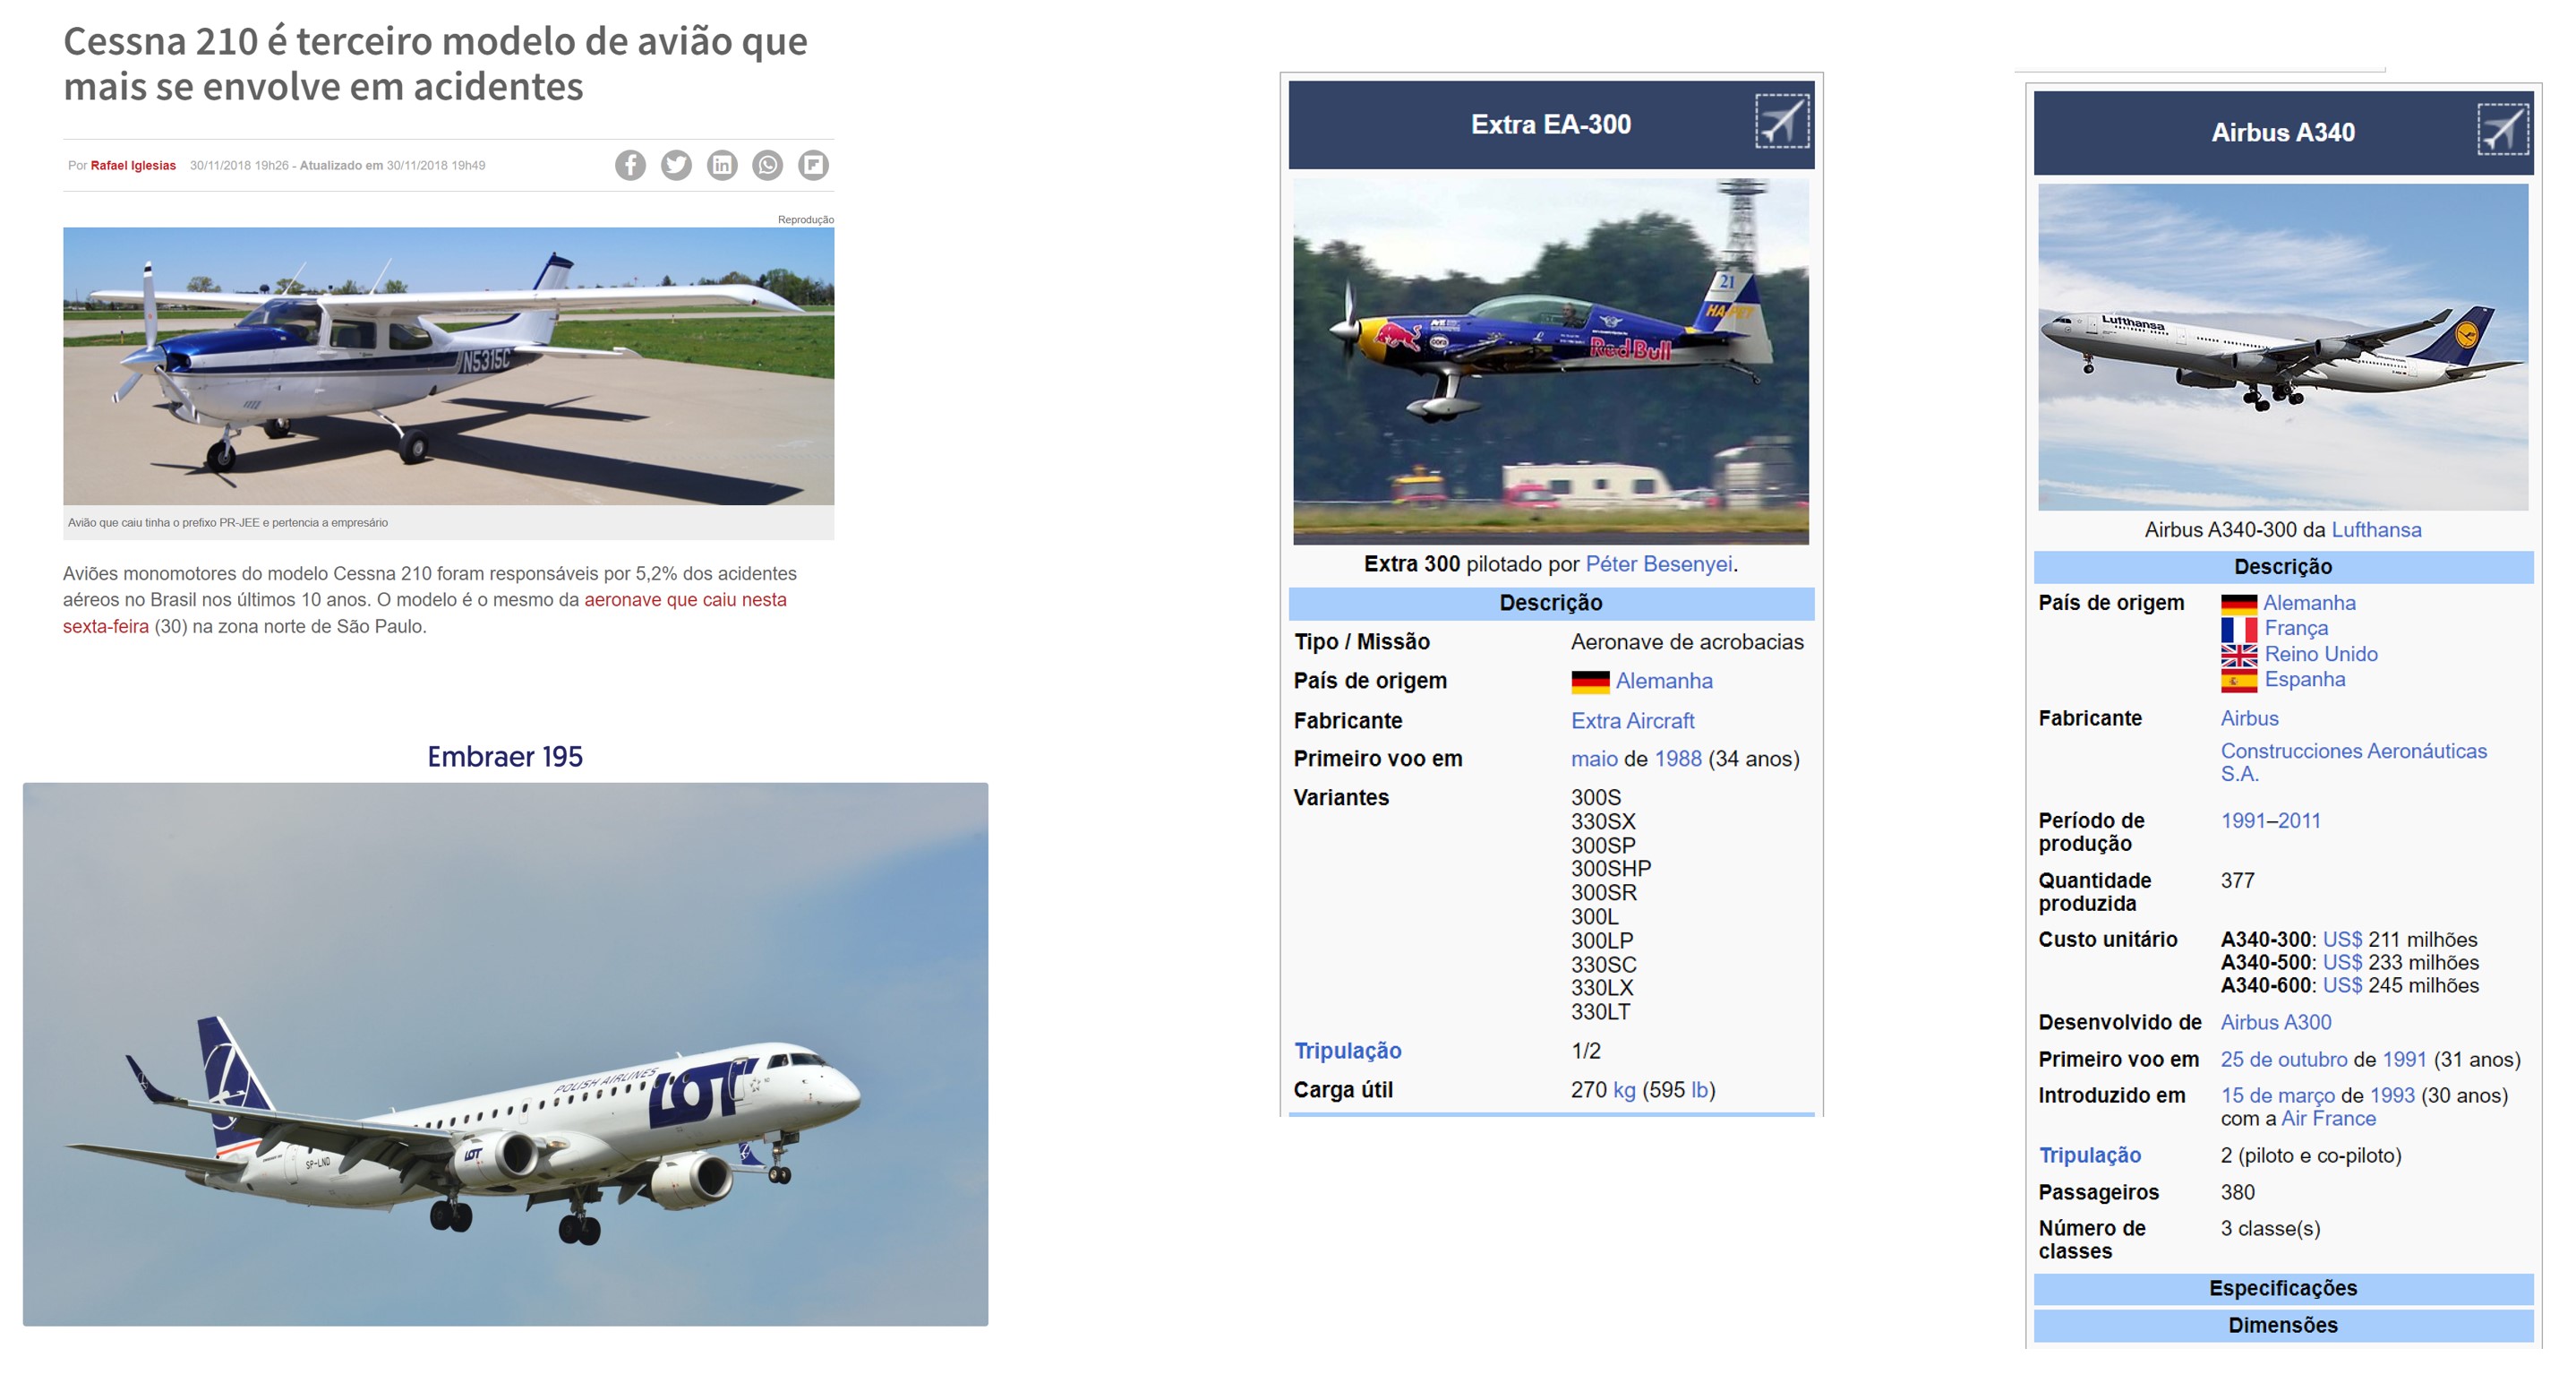 Cessna 210 é terceiro modelo de avião que
mais se envolve em acidentes
Por Rafael Iglesias 30/11/2018 19h26 - Atualizado em 30/11/2018 19h49
Reprodução
N5315C
Avião que caiu tinha o prefixo PR-JEE e pertencia a empresário
Aviões monomotores do modelo Cessna 210 foram responsáveis por 5,2% dos acidentes
aéreos no Brasil nos últimos 10 anos. O modelo é o mesmo da aeronave que caiu nesta
sexta-feira (30) na zona norte de São Paulo.
Embraer 195
POLISH AIRLINES
LOT
LOT
SP-LND
Extra EA-300
21
HA-PET
Red Bull
Extra 300 pilotado por Péter Besenyei.
Descrição
Tipo / Missão Aeronave de acrobacias
País de origem Alemanha
Fabricante Extra Aircraft
Primeiro voo em maio de 1988 (34 anos)
Variantes 300S
330SX
300SP
300SHP
300SR
300L
300LP
330SC
330LX
330LT
Tripulação 1/2
Carga útil 270 kg (595 lb)
Airbus A340
Lufthansa
Airbus A340-300 da Lufthansa
Descrição
País de origem Alemanha
França
Reino Unido
Espanha
Fabricante Airbus
Construcciones Aeronáuticas
S.A.
Período de 1991–2011
produção
Quantidade 377
produzida
Custo unitário A340-300: US$ 211 milhões
A340-500: US$ 233 milhões
A340-600: US$ 245 milhões
Desenvolvido de Airbus A300
Primeiro voo em 25 de outubro de 1991 (31 anos)
Introduzido em 15 de março de 1993 (30 anos)
com a Air France
Tripulação 2 (piloto e co-piloto)
Passageiros 380
Número de 3 classe(s)
classes
Especificações
Dimensões